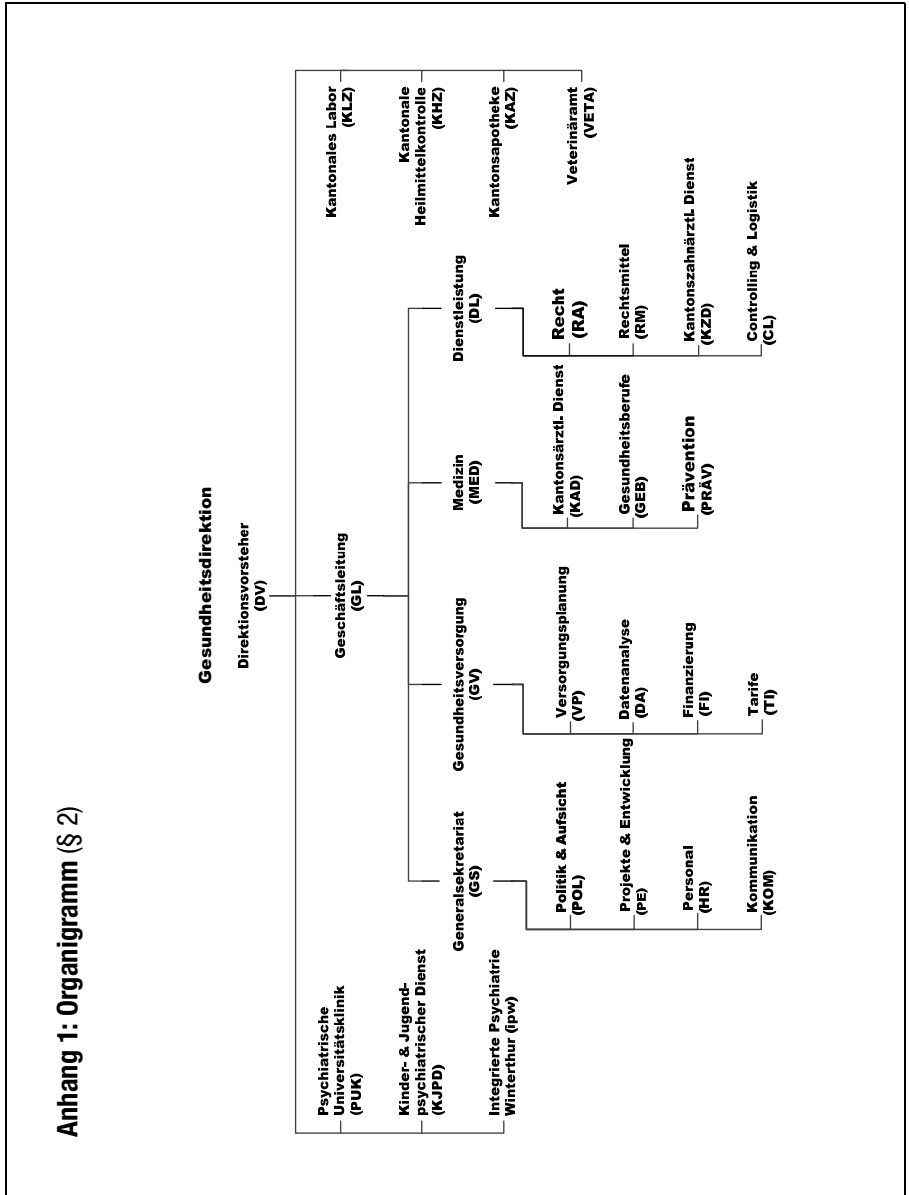 Anhang 1: Organigramm (§ 2)
Gesundheitsdirektion
Direktionsvorsteher
(DV)
Geschäftsleitung
(GL)
Psychiatrische
Universitätsklinik
(PUK)
Kinder- & Jugend-
psychiatrischer Dienst
(KJPD)
Integrierte Psychiatrie
Winterthur (ipw)
Generalsekretariat
(GS)
Politik & Aufsicht
(POL)
Projekte & Entwicklung
(PE)
Personal
(HR)
Kommunikation
(KOM)
Gesundheitsversorgung
(GV)
Versorgungsplanung
(VP)
Datenanalyse
(DA)
Finanzierung
(FI)
Tarife
(TI)
Medizin
(MED)
Kantonsärztl. Dienst
(KAD)
Gesundheitsberufe
(GEB)
Prävention
(PRÄV)
Dienstleistung
(DL)
Recht
(RA)
Rechtsmittel
(RM)
Kantonszahnärztl. Dienst
(KZD)
Controlling & Logistik
(CL)
Kantonales Labor
(KLZ)
Kantonale
Heilmittelkontrolle
(KHZ)
Kantonsapotheke
(KAZ)
Veterinäramt
(VETA)